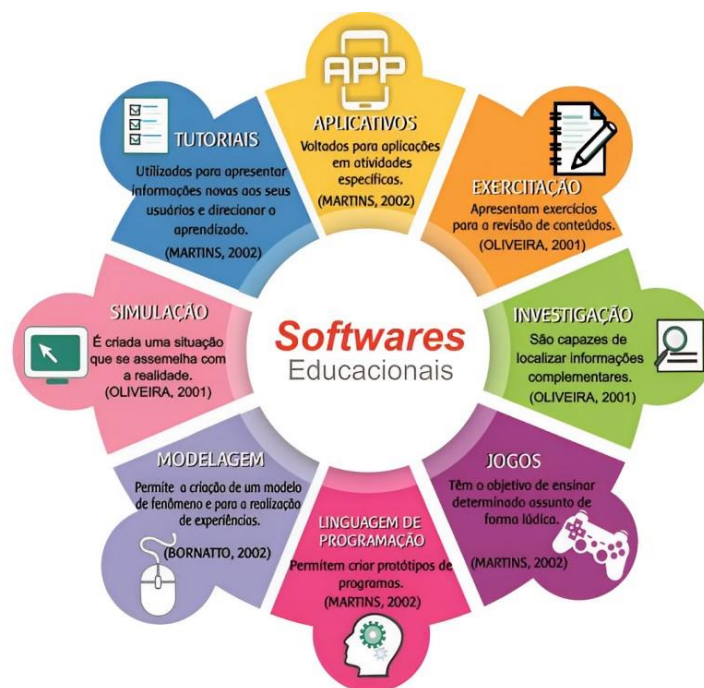 APP
APLICATIVOS
Voltados para aplicações
em atividades
específicas.
(MARTINS, 2002)
EXERCITAÇÃO
Apresentam exercícios
para a revisão de conteúdos.
(OLIVEIRA, 2001)
INVESTIGAÇÃO
São capazes de
localizar informações
complementares.
(OLIVEIRA, 2001)
JOGOS
Têm o objetivo de ensinar
determinado assunto de
forma lúdica.
(MARTINS, 2002)
LINGUAGEM DE
PROGRAMAÇÃO
Permitem criar protótipos de
programas.
(MARTINS, 2002)
MODELAGEM
Permite a criação de um modelo
de fenômeno e para a realização
de experiências.
(BORNATTO, 2002)
SIMULAÇÃO
É criada uma situação
que se assemelha com
a realidade.
(OLIVEIRA, 2001)
TUTORIAIS
Utilizados para apresentar
informações novas aos seus
usuários e direcionar o
aprendizado.
(MARTINS, 2002)
Softwares
Educacionais